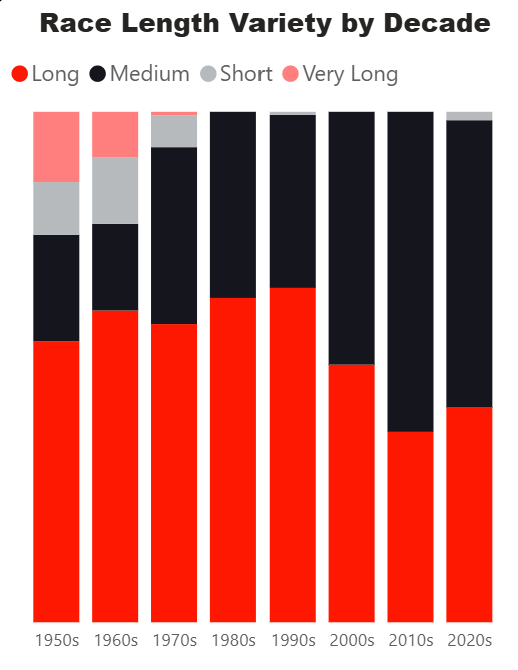 Race Length Variety by Decade
Long Medium Short Very Long
1950s 1960s 1970s 1980s 1990s 2000s 2010s 2020s